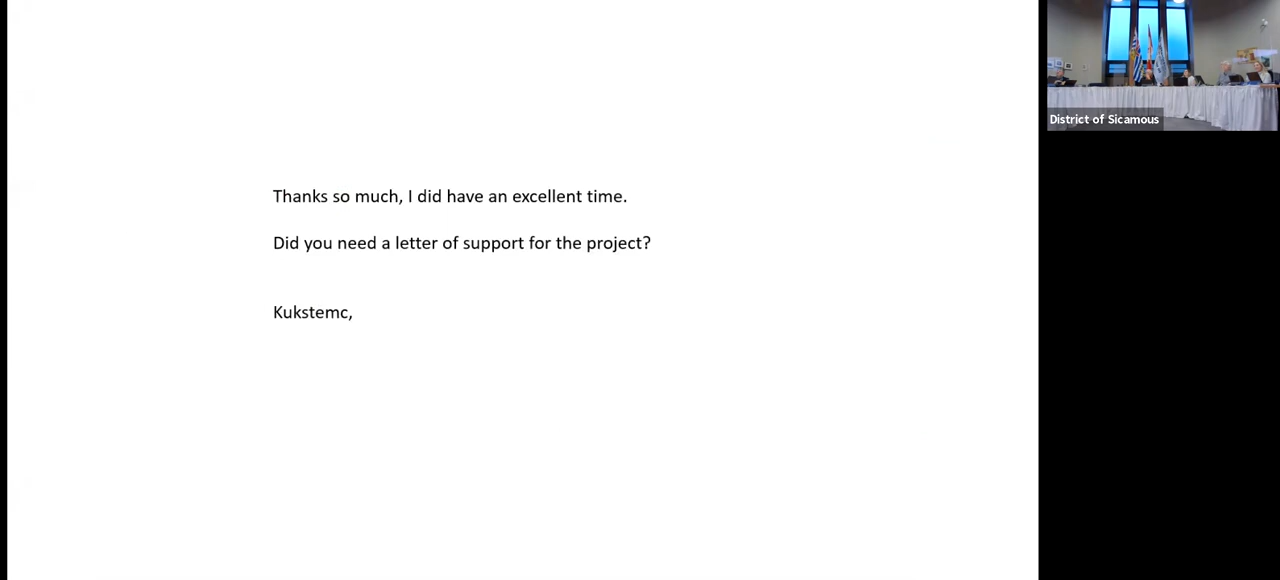 Thanks so much, I did have an excellent time.
Did you need a letter of support for the project?
Kukstemc,
District of Sicamous